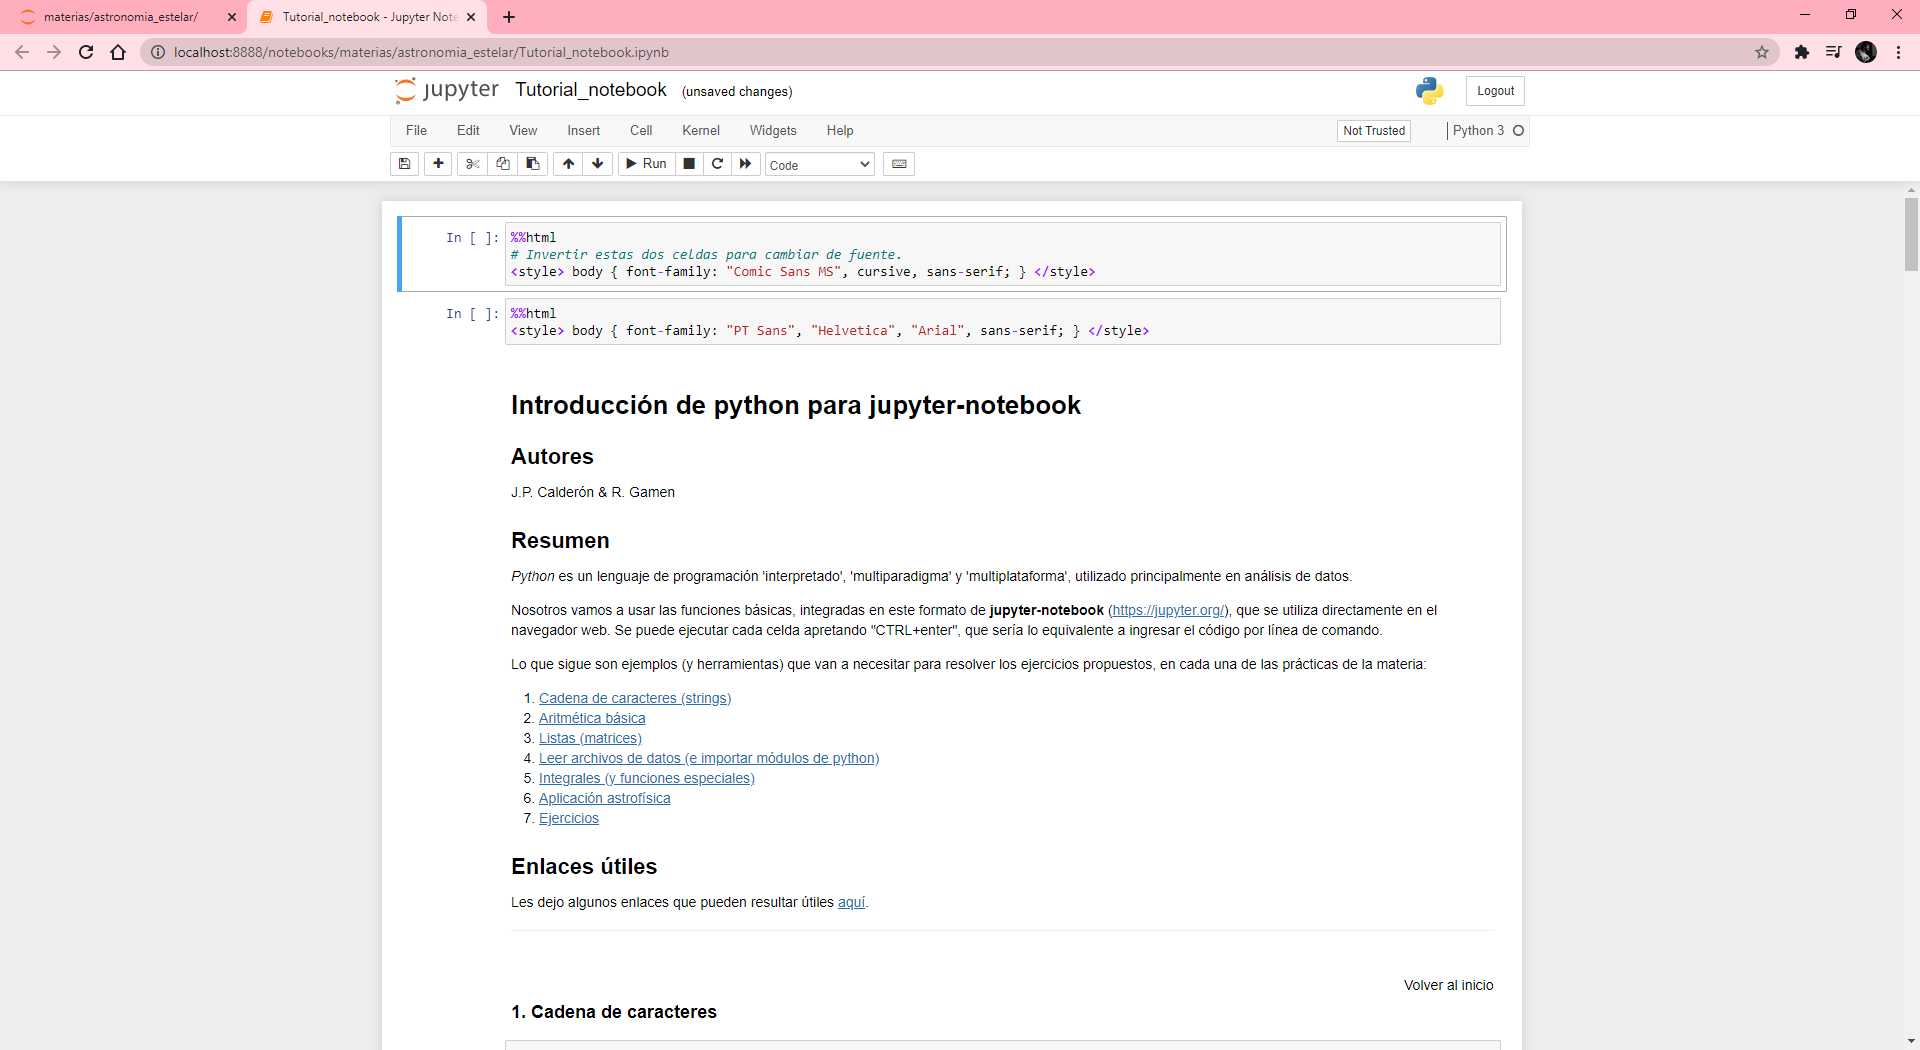 materias/astronomia_estelar/
Tutorial_notebook - Jupyter Note
localhost:8888/notebooks/materias/astronomia_estelar/Tutorial_notebook.ipynb
jupyter Tutorial_notebook (unsaved changes)
Logout
File Edit View Insert Cell Kernel Widgets Help
Not Trusted
Python 3
Run
Code
In [ ]: %%html
# Invertir estas dos celdas para cambiar de fuente.
<style> body { font-family: "Comic Sans MS", cursive, sans-serif; } </style>
In [ ]: %%html
<style> body { font-family: "PT Sans", "Helvetica", "Arial", sans-serif; } </style>
Introducción de python para jupyter-notebook
Autores
J.P. Calderón & R. Gamen
Resumen
Python es un lenguaje de programación 'interpretado', 'multiparadigma' y 'multiplataforma', utilizado principalmente en análisis de datos.
Nosotros vamos a usar las funciones básicas, integradas en este formato de jupyter-notebook (https://jupyter.org/), que se utiliza directamente en el
navegador web. Se puede ejecutar cada celda apretando "CTRL+enter", que sería lo equivalente a ingresar el código por línea de comando.
Lo que sigue son ejemplos (y herramientas) que van a necesitar para resolver los ejercicios propuestos, en cada una de las prácticas de la materia:
1. Cadena de caracteres (strings)
2. Aritmética básica
3. Listas (matrices)
4. Leer archivos de datos (e importar módulos de python)
5. Integrales (y funciones especiales)
6. Aplicación astrofísica
7. Ejercicios
Enlaces útiles
Les dejo algunos enlaces que pueden resultar útiles aquí.
Volver al inicio
1. Cadena de caracteres